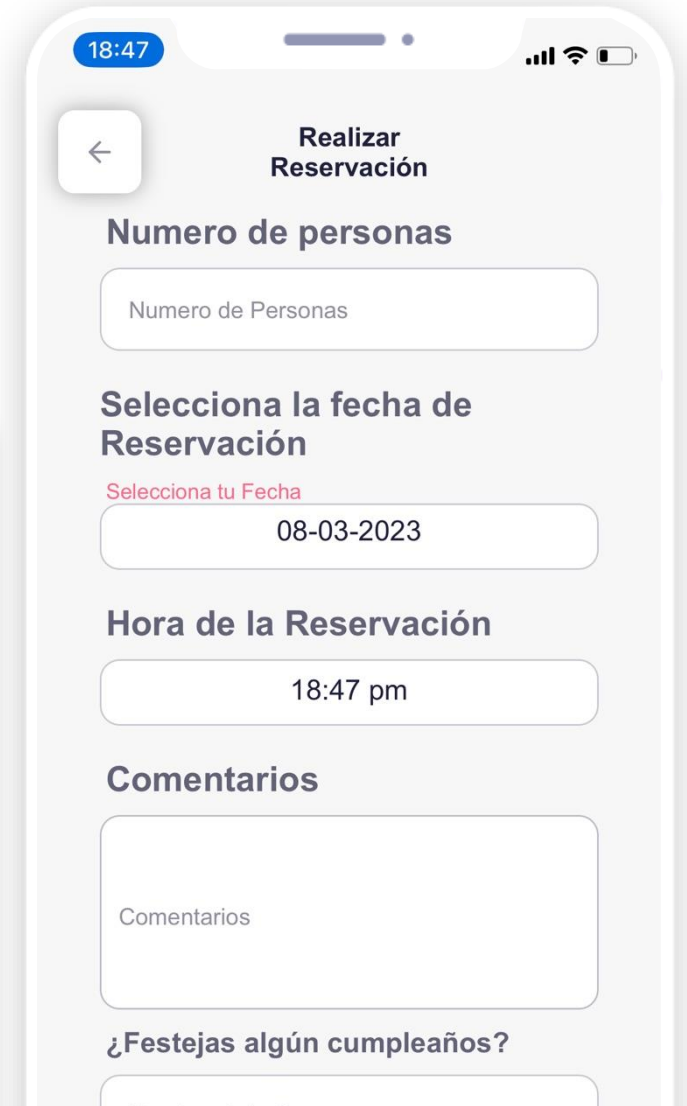 18:47
Realizar
Reservación
Numero de personas
Numero de Personas
Selecciona la fecha de
Reservación
Selecciona tu Fecha
08-03-2023
Hora de la Reservación
18:47 pm
Comentarios
Comentarios
¿Festejas algún cumpleaños?